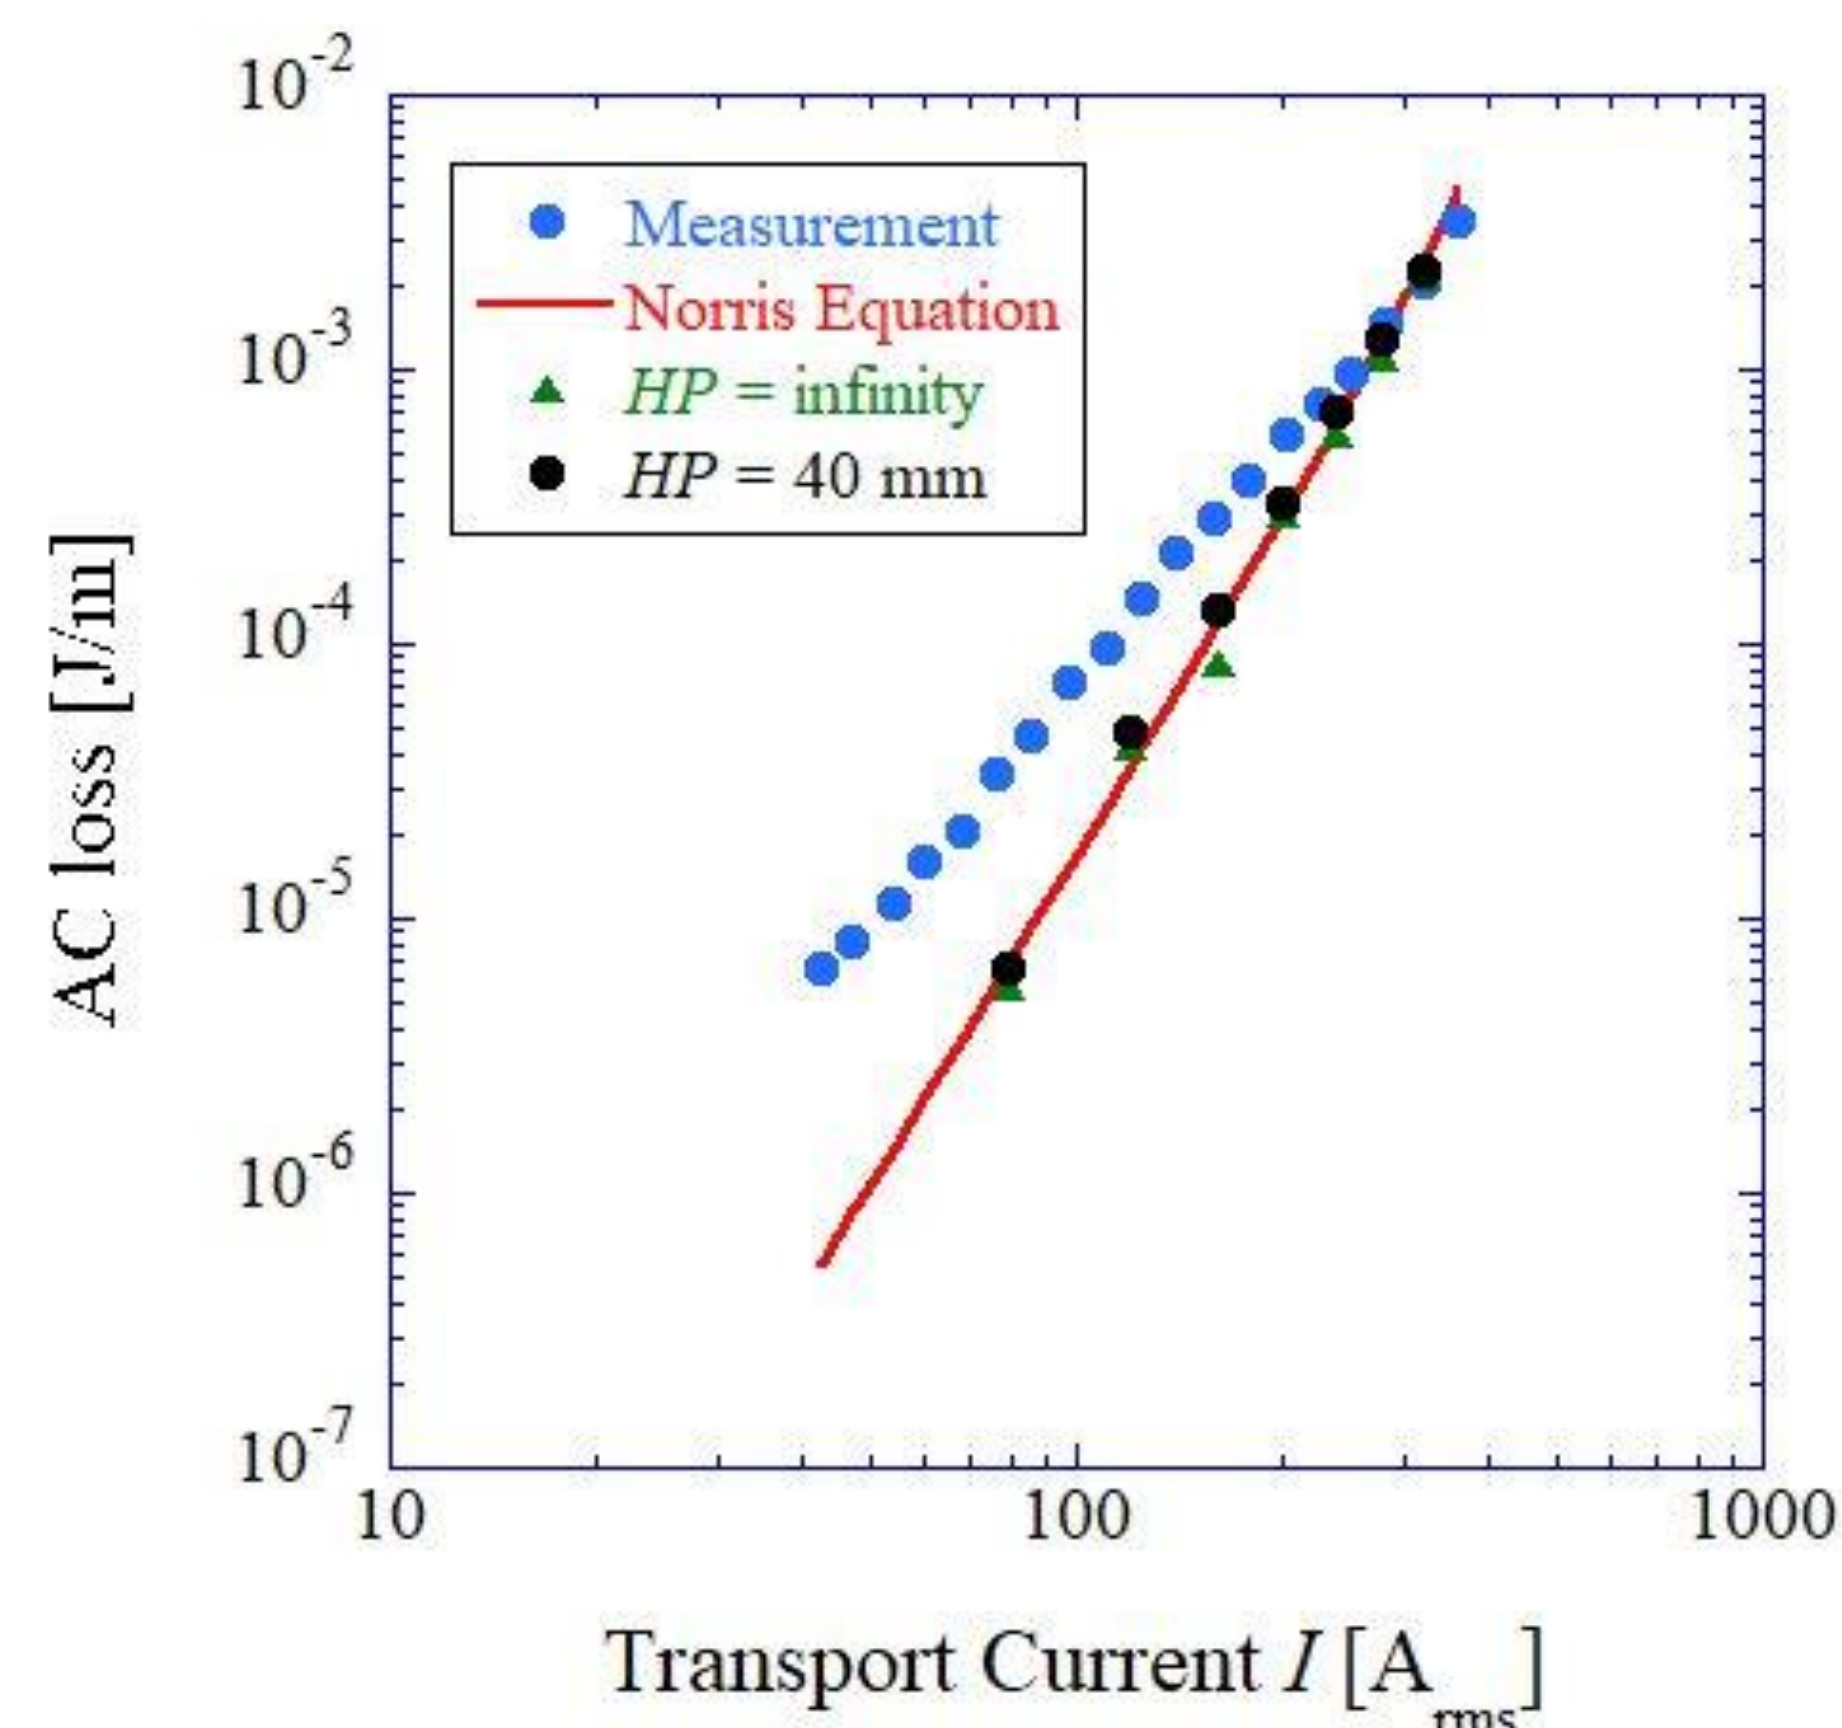 10-2
10-3
10-4
10-5
10-6
10-7
AC loss [J/m]
Measurement
Norris Equation
HP = infinity
HP = 40 mm
10 100 1000
Transport Current I [Arms]